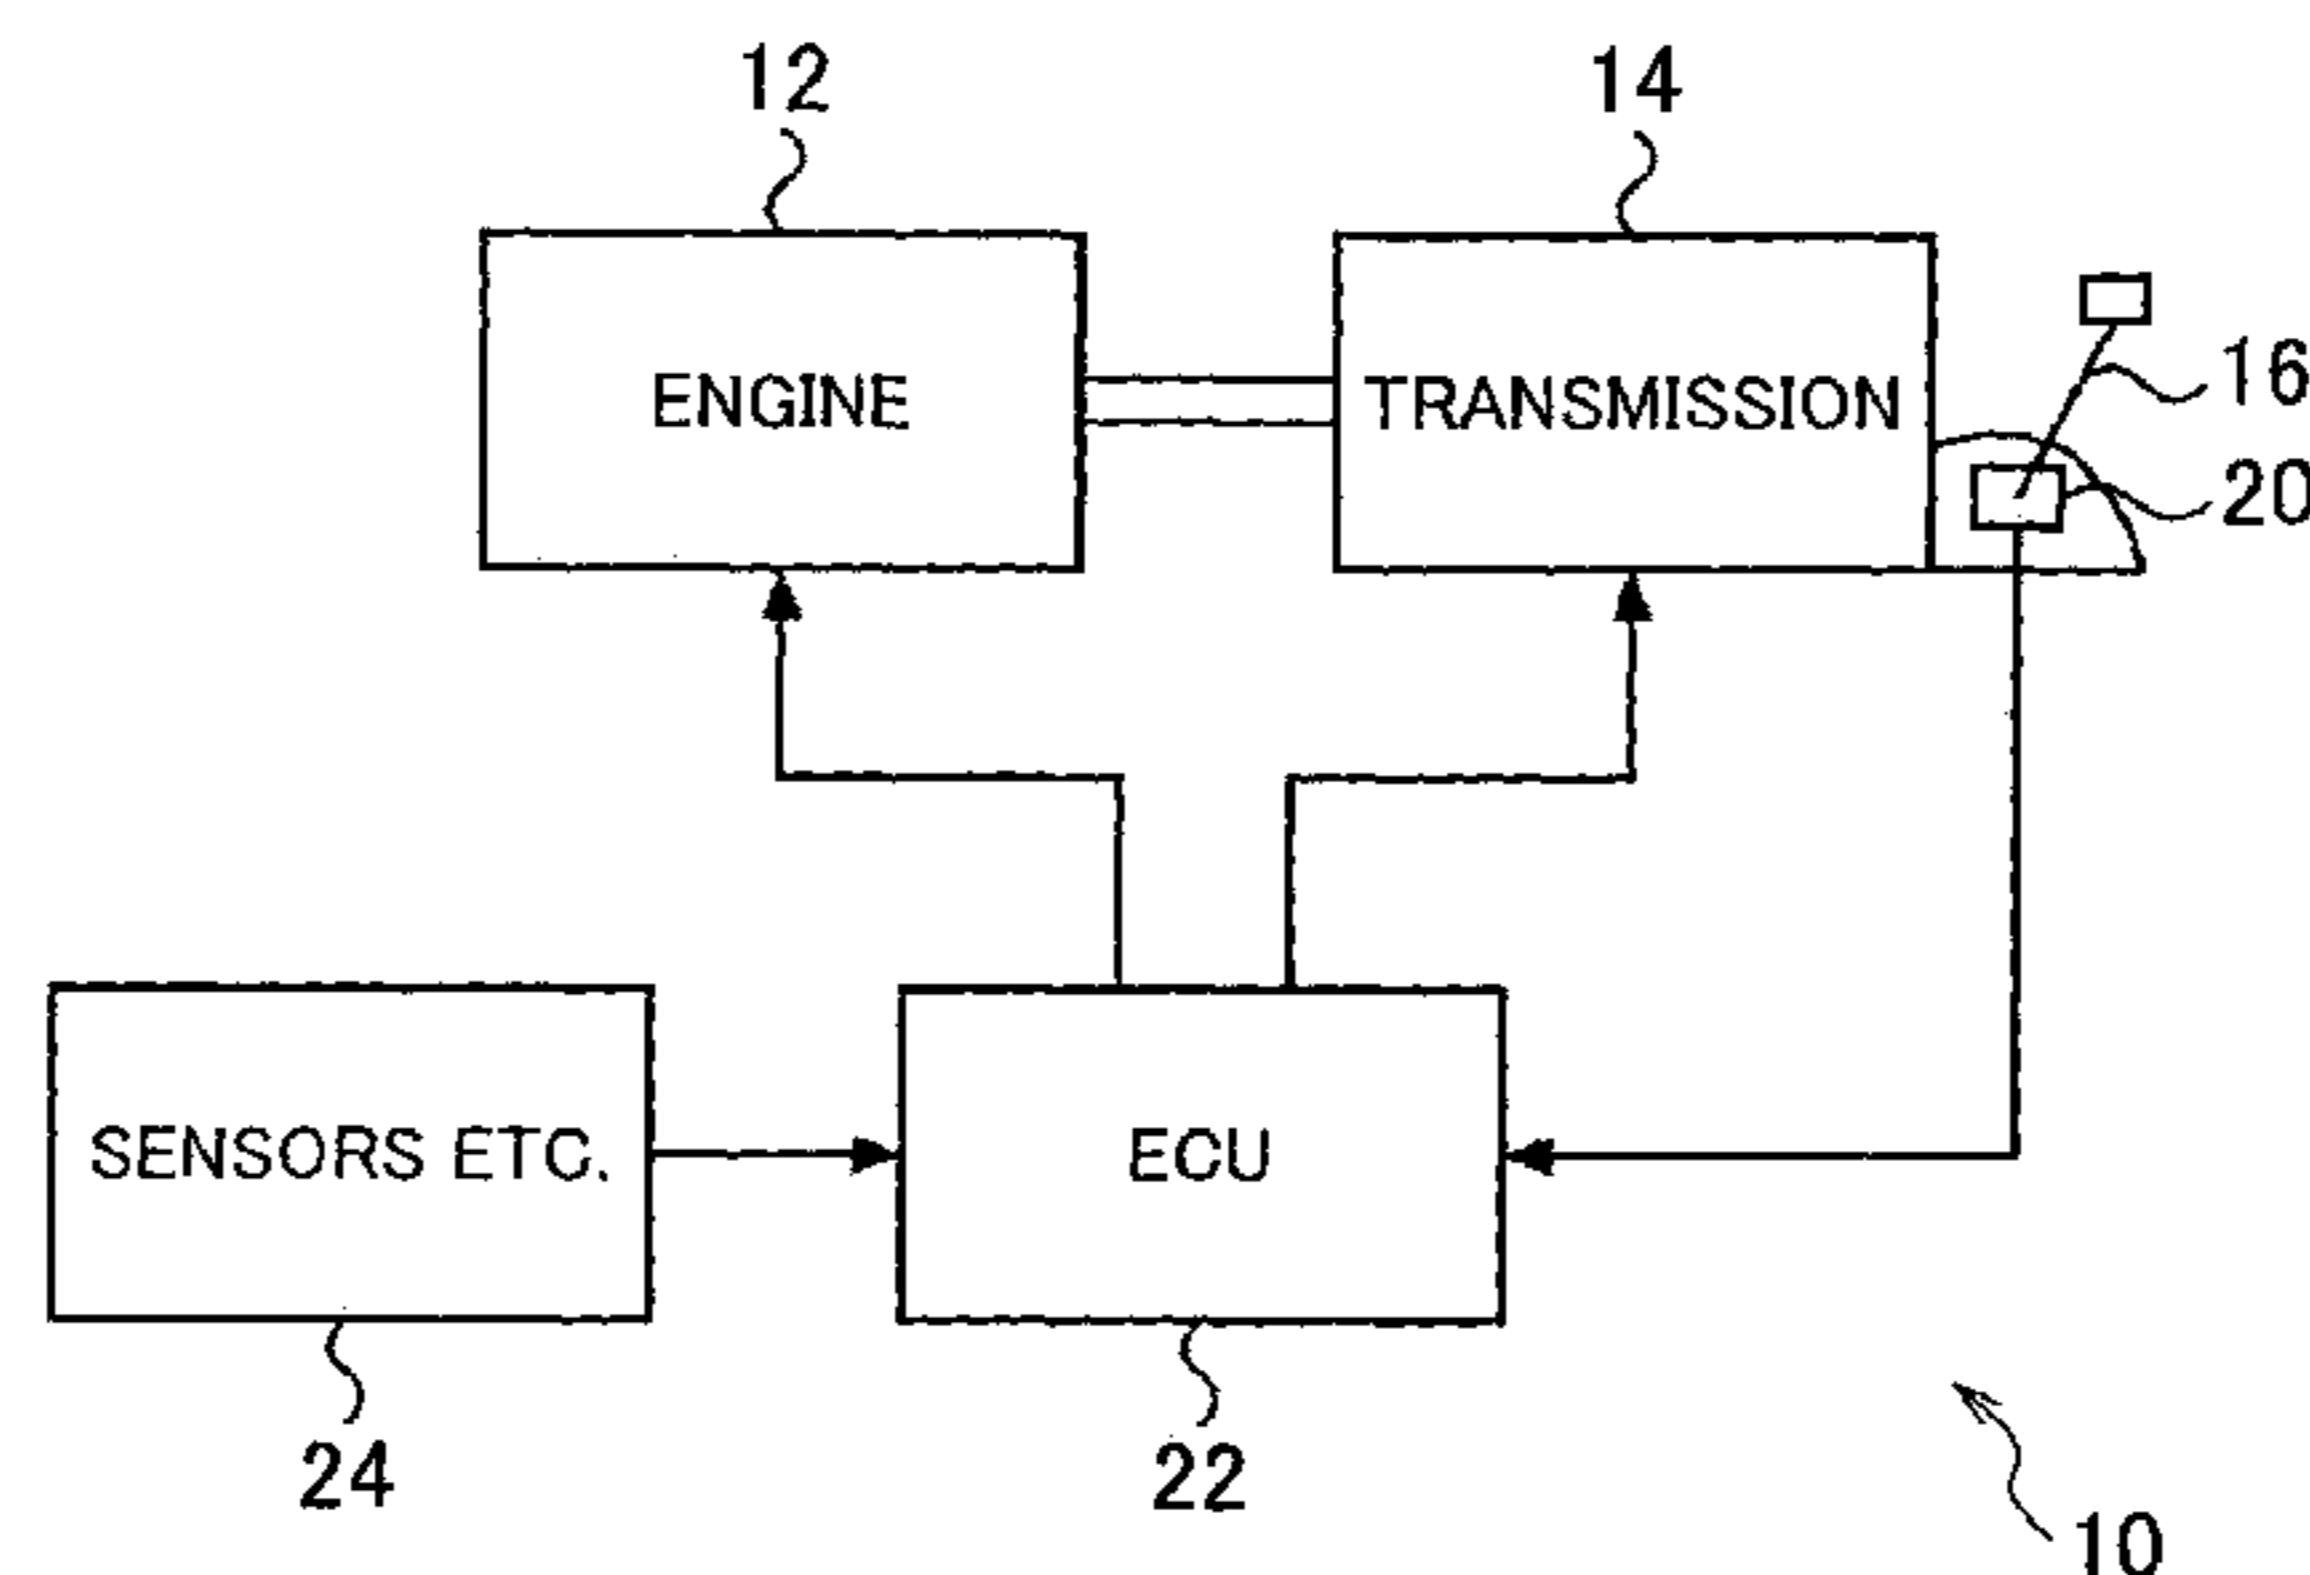 12
14
ENGINE
TRANSMISSION
16
20
SENSORS ETC.
ECU
24
22
10